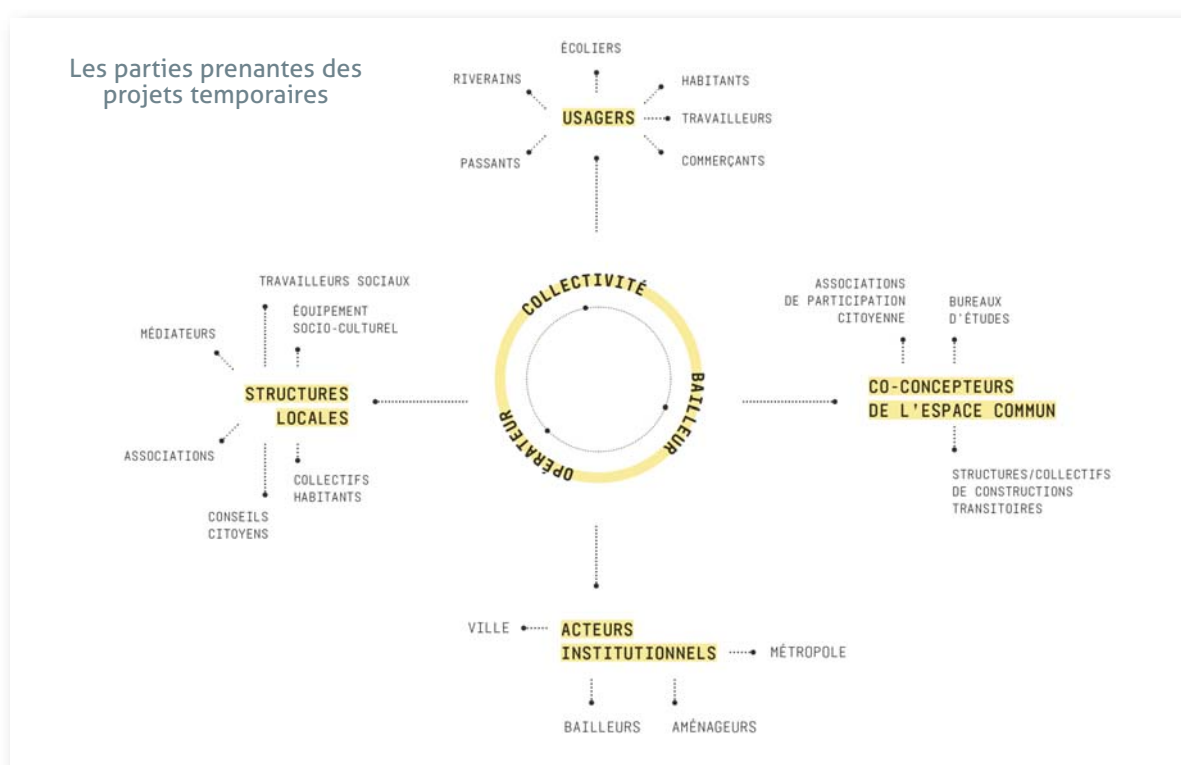 Les parties prenantes des
projets temporaires
ÉCOLIERS
RIVERAINS
HABITANTS
USAGERS
TRAVAILLEURS
PASSANTS
COMMERÇANTS
COLLECTIVITÉ
BAILLEUR
OPÉRATEUR
TRAVAILLEURS SOCIAUX
ÉQUIPEMENT
SOCIO-CULTUREL
MÉDIATEURS
STRUCTURES
LOCALES
ASSOCIATIONS
COLLECTIFS
HABITANTS
CONSEILS
CITOYENS
ASSOCIATIONS
DE PARTICIPATION
CITOYENNE
BUREAUX
D'ÉTUDES
CO-CONCEPTEURS
DE L'ESPACE COMMUN
STRUCTURES/COLLECTIFS
DE CONSTRUCTIONS
TRANSITOIRES
VILLE
ACTEURS
INSTITUTIONNELS
MÉTROPOLE
BAILLEURS
AMÉNAGEURS